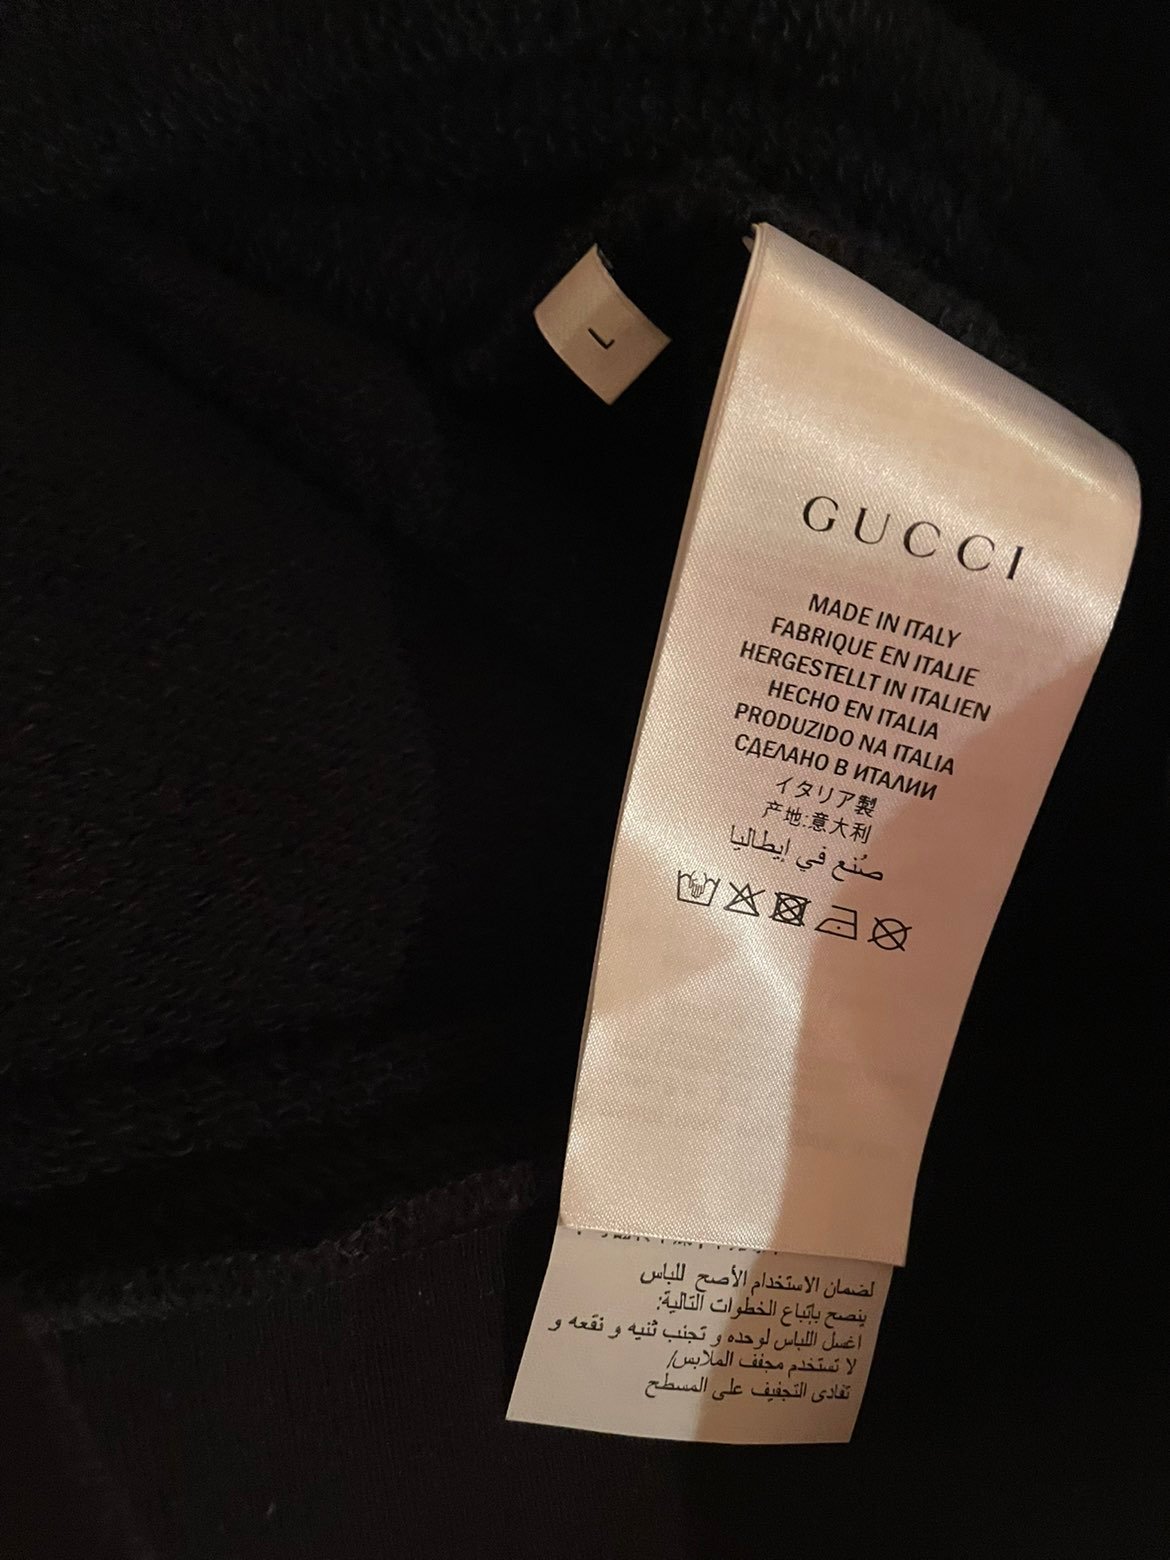 L
GUCCI
MADE IN ITALY
FABRIQUE EN ITALIE
HERGESTELLT IN ITALIEN
HECHO EN ITALIA
PRODUZIDO NA ITALIA
СДЕЛАНО В ИТАЛИИ
イタリア製
产地:意大利
صُنع في إيطاليا
لضمان الاستخدام الأصح للباس
ينصح بإتباع الخطوات التالية:
اغسل اللباس لوحده و تجنب ثنيه و نقعه و
لا تستخدم مجفف الملابس/
تفادى التجفيف على المسطح